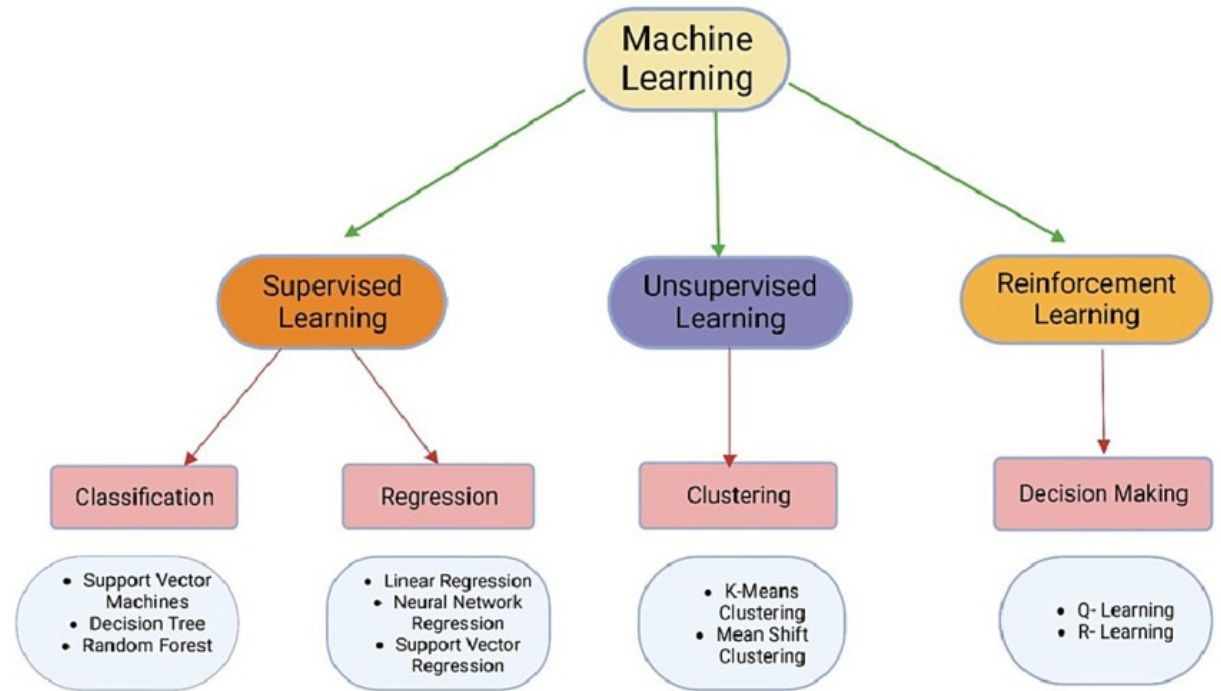 Machine
Learning
Supervised
Learning
Unsupervised
Learning
Reinforcement
Learning
Classification
Regression
Clustering
Decision Making
• Support Vector
Machines
• Decision Tree
• Random Forest
• Linear Regression
• Neural Network
Regression
• Support Vector
Regression
• K-Means
Clustering
• Mean Shift
Clustering
• Q- Learning
• R- Learning